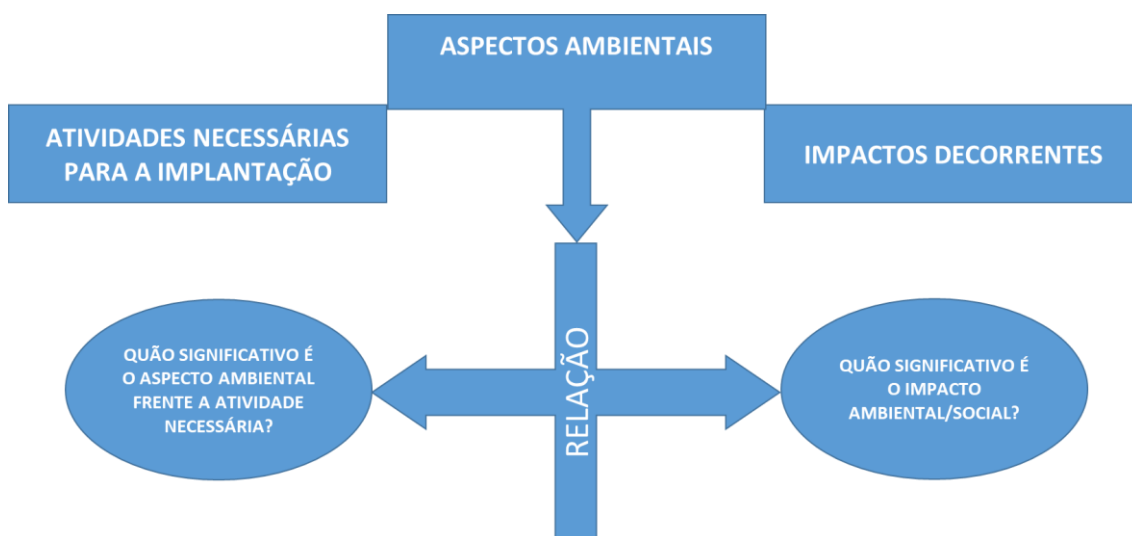 ASPECTOS AMBIENTAIS
ATIVIDADES NECESSÁRIAS
PARA A IMPLANTAÇÃO
IMPACTOS DECORRENTES
RELAÇÃO
QUÃO SIGNIFICATIVO É
O ASPECTO AMBIENTAL
FRENTE A ATIVIDADE
NECESSÁRIA?
QUÃO SIGNIFICATIVO É
O IMPACTO
AMBIENTAL/SOCIAL?